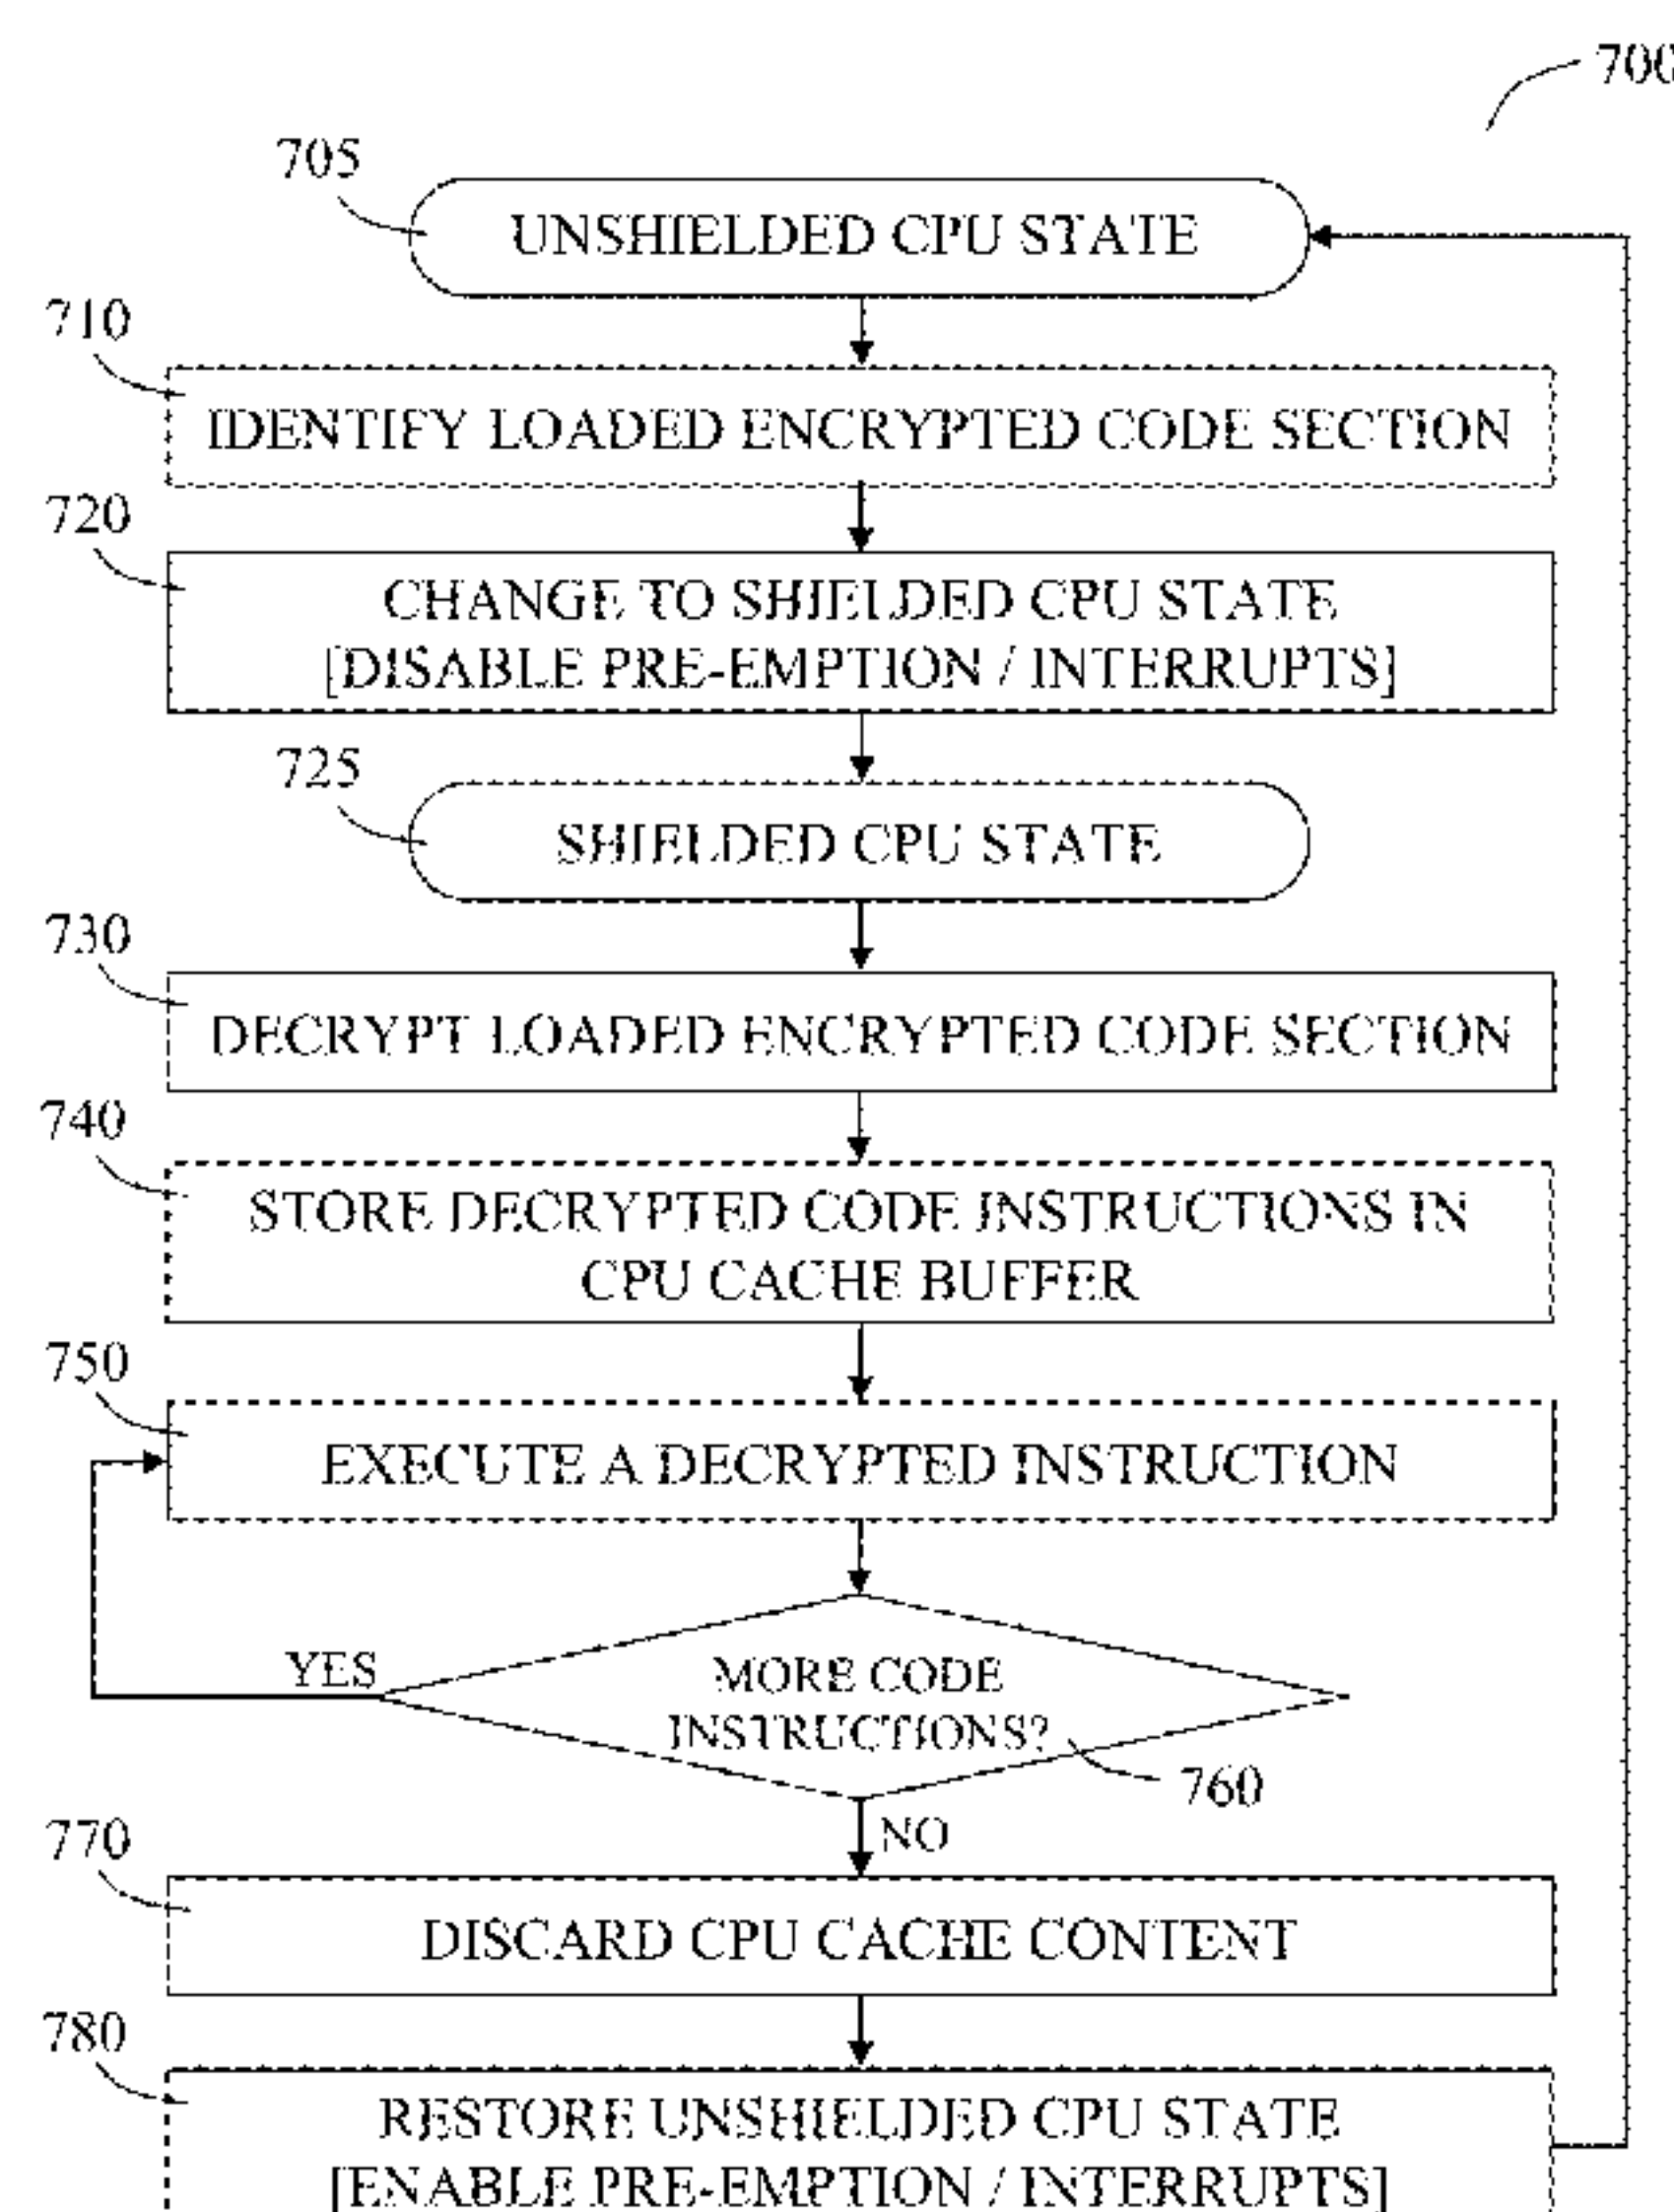 700
705
UNSHIELDED CPU STATE
710
IDENTIFY LOADED ENCRYPTED CODE SECTION
720
CHANGE TO SHIELDED CPU STATE
[DISABLE PRE-EMPTION / INTERRUPTS]
725
SHIELDED CPU STATE
730
DECRYPT LOADED ENCRYPTED CODE SECTION
740
STORE DECRYPTED CODE INSTRUCTIONS IN
CPU CACHE BUFFER
750
EXECUTE A DECRYPTED INSTRUCTION
YES
MORE CODE
INSTRUCTIONS?
760
NO
770
DISCARD CPU CACHE CONTENT
780
RESTORE UNSHIELDED CPU STATE
[ENABLE PRE-EMPTION / INTERRUPTS]